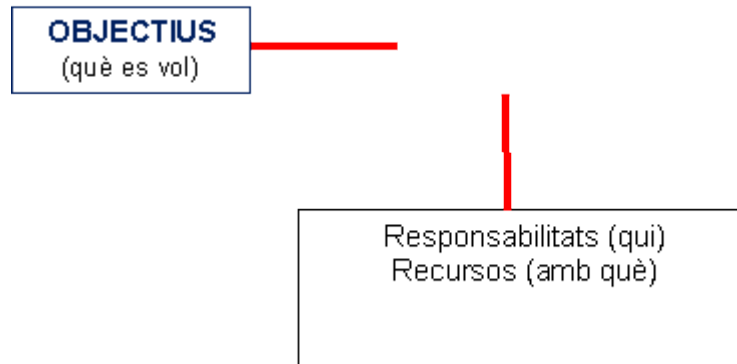 OBJECTIUS
(què es vol)
Responsabilitats (qui)
Recursos (amb què)